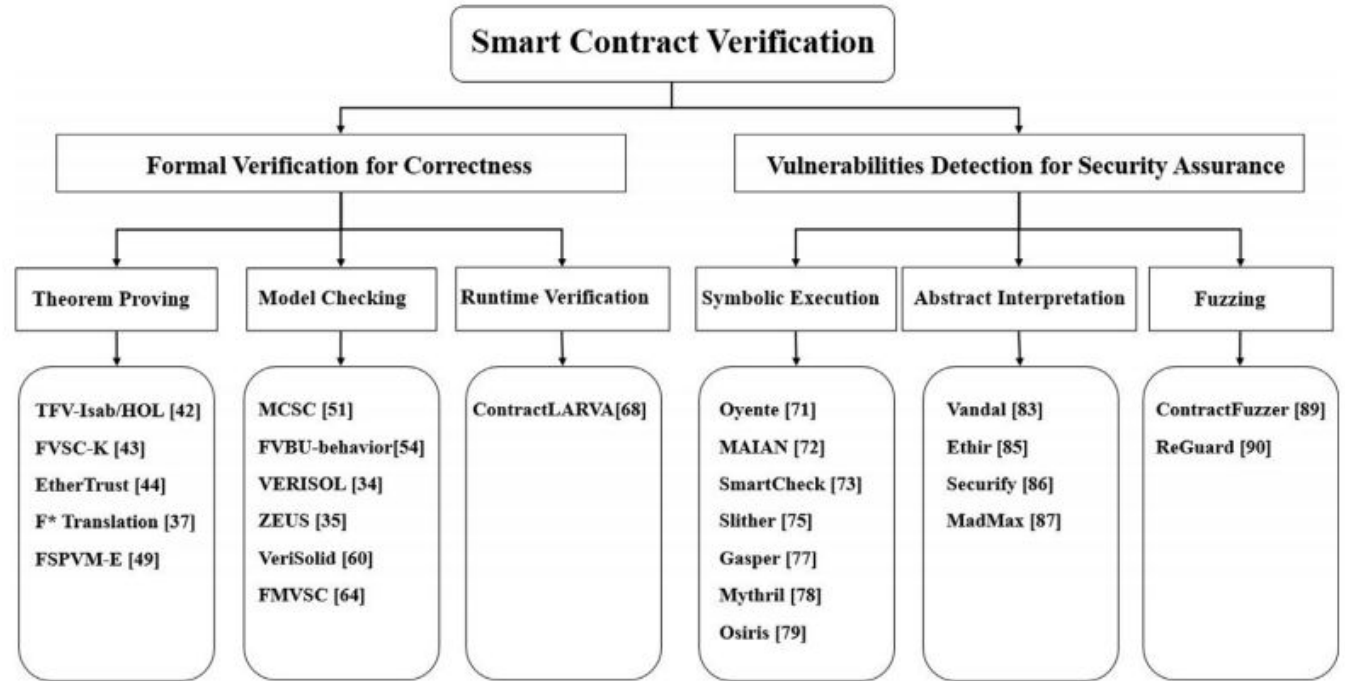 Smart Contract Verification
Formal Verification for Correctness
Vulnerabilities Detection for Security Assurance
Theorem Proving
Model Checking
Runtime Verification
Symbolic Execution
Abstract Interpretation
Fuzzing
TFV-Isab/HOL [42]
FVSC-K [43]
EtherTrust [44]
F* Translation [37]
FSPVM-E [49]
MCSC [51]
FVBU-behavior[54]
VERISOL [34]
ZEUS [35]
VeriSolid [60]
FMVSC [64]
ContractLARVA[68]
Oyente [71]
MAIAN [72]
SmartCheck [73]
Slither [75]
Gasper [77]
Mythril [78]
Osiris [79]
Vandal [83]
Ethir [85]
Securify [86]
MadMax [87]
ContractFuzzer [89]
ReGuard [90]